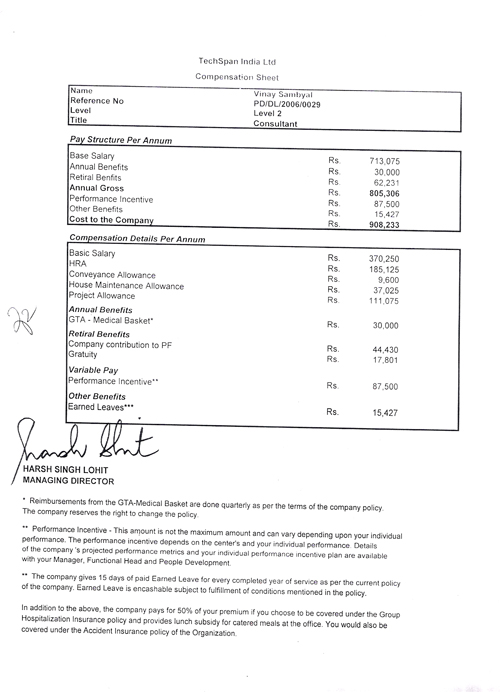 TechSpan India Ltd
Compensation Sheet
Name Vinay Sambyal
Reference No PD/DL/2006/0029
Level Level 2
Title Consultant
Pay Structure Per Annum
Base Salary Rs. 713,075
Annual Benefits Rs. 30,000
Retiral Benfits Rs. 62,231
Annual Gross Rs. 805,306
Performance Incentive Rs. 87,500
Other Benefits Rs. 15,427
Cost to the Company Rs. 908,233
Compensation Details Per Annum
Basic Salary Rs. 370,250
HRA Rs. 185,125
Conveyance Allowance Rs. 9,600
House Maintenance Allowance Rs. 37,025
Project Allowance Rs. 111,075
Annual Benefits
GTA - Medical Basket* Rs. 30,000
Retiral Benefits
Company contribution to PF Rs. 44,430
Gratuity Rs. 17,801
Variable Pay
Performance Incentive** Rs. 87,500
Other Benefits
Earned Leaves*** Rs. 15,427
HARSH SINGH LOHIT
MANAGING DIRECTOR
* Reimbursements from the GTA-Medical Basket are done quarterly as per the terms of the company policy.
The company reserves the right to change the policy.
** Performance Incentive - This amount is not the maximum amount and can vary depending upon your individual
performance. The performance incentive depends on the center's and your individual performance. Details
of the company 's projected performance metrics and your individual performance incentive plan are available
with your Manager, Functional Head and People Development.
** The company gives 15 days of paid Earned Leave for every completed year of service as per the current policy
of the company. Earned Leave is encashable subject to fulfillment of conditions mentioned in the policy.
In addition to the above, the company pays for 50% of your premium if you choose to be covered under the Group
Hospitalization Insurance policy and provides lunch subsidy for catered meals at the office. You would also be
covered under the Accident Insurance policy of the Organization.